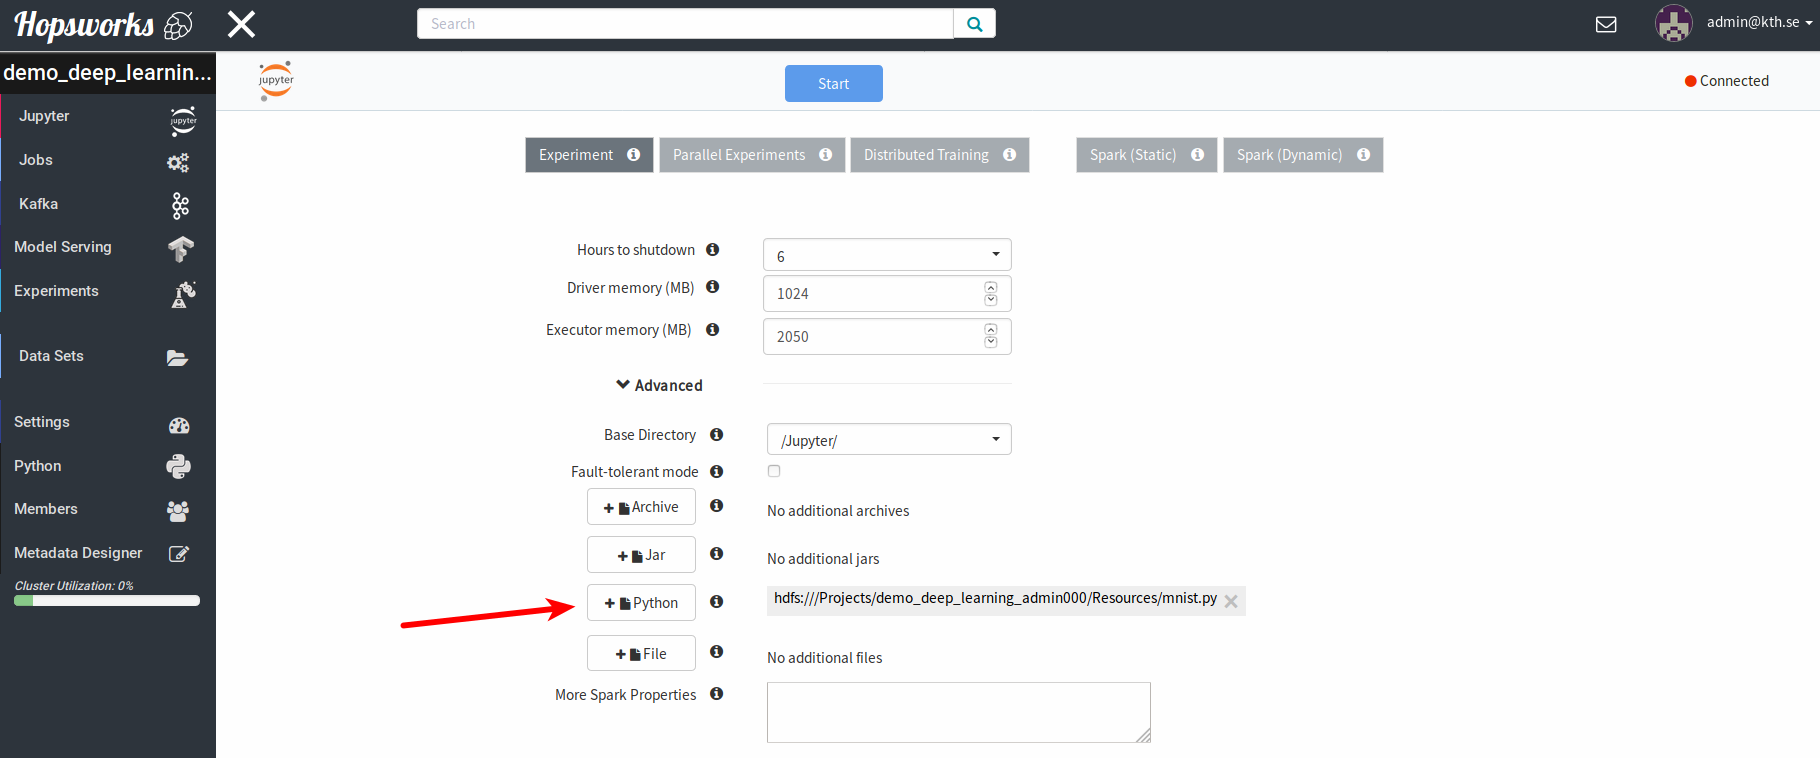 Hopsworks
Search
admin@kth.se
demo_deep_learnin...
Jupyter
jupyter
Jobs
Kafka
Model Serving
Experiments
Data Sets
Settings
Python
Members
Metadata Designer
Cluster Utilization: 0%
jupyter
Start
Connected
Experiment
Parallel Experiments
Distributed Training
Spark (Static)
Spark (Dynamic)
Hours to shutdown
6
Driver memory (MB)
1024
Executor memory (MB)
2050
Advanced
Base Directory
/Jupyter/
Fault-tolerant mode
Archive
No additional archives
Jar
No additional jars
Python
hdfs:///Projects/demo_deep_learning_admin000/Resources/mnist.py
File
No additional files
More Spark Properties